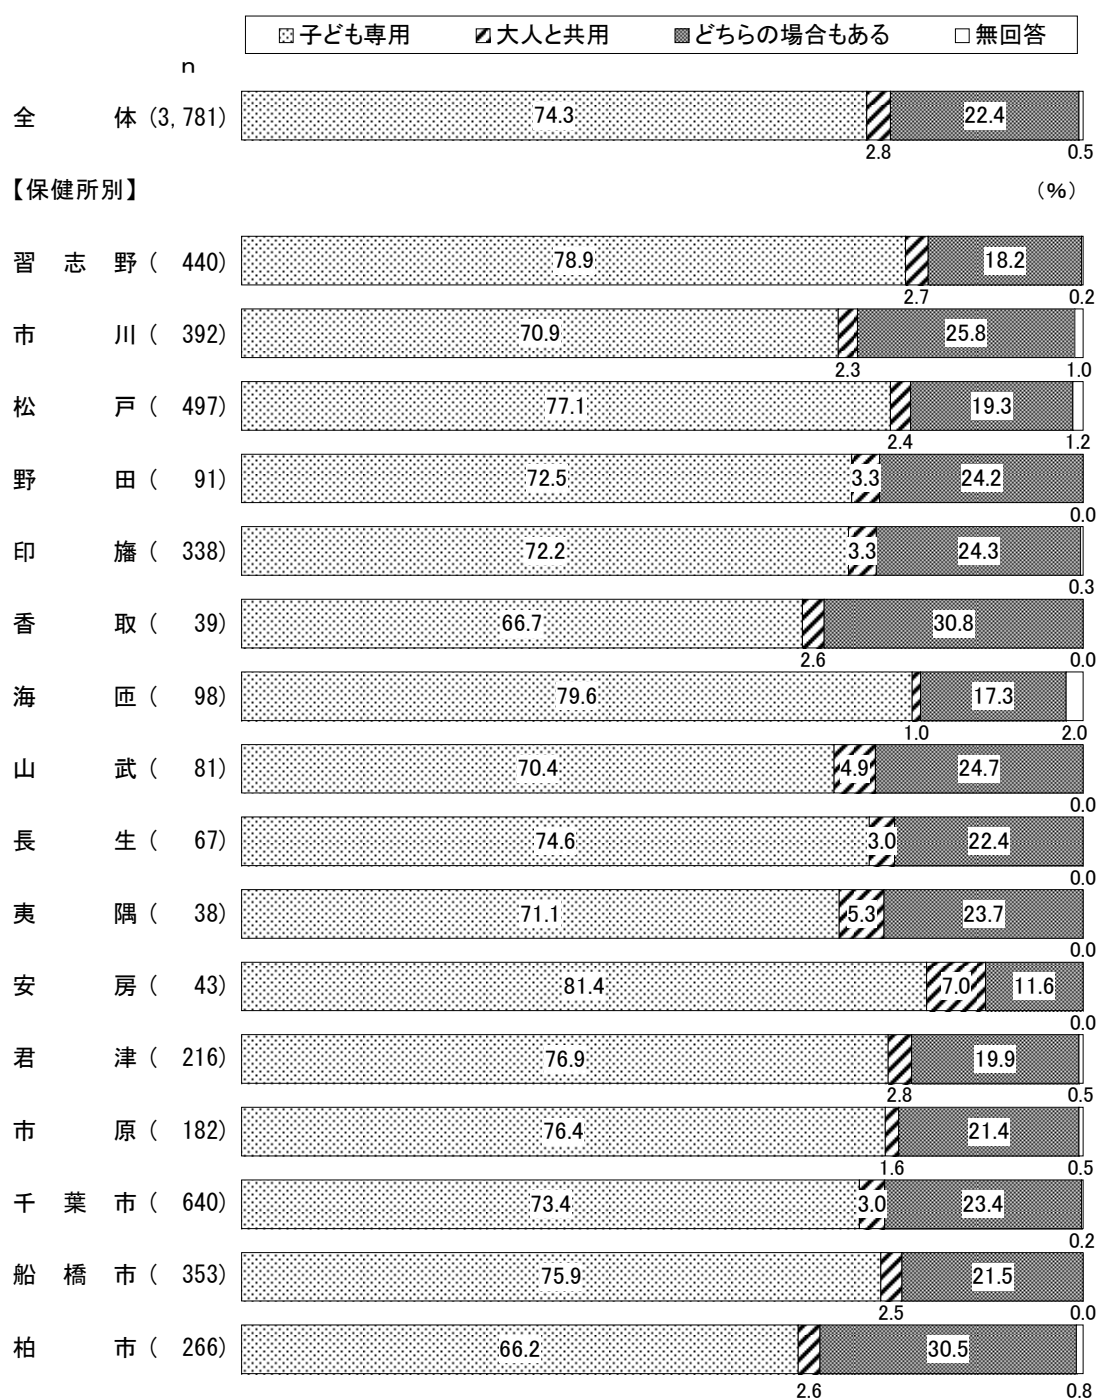 子ども専用 大人と共用 どちらの場合もある 無回答
n
全体(3,781) 74.3 22.4
2.8 0.5
【保健所別】 (%)
習志野( 440) 78.9 18.2
2.7 0.2
市川( 392) 70.9 25.8
2.3 1.0
松戸( 497) 77.1 19.3
2.4 1.2
野田( 91) 72.5 3.3 24.2
0.0
印旛( 338) 72.2 3.3 24.3
0.3
香取( 39) 66.7 30.8
2.6 0.0
海匝( 98) 79.6 17.3
1.0 2.0
山武( 81) 70.4 4.9 24.7
0.0
長生( 67) 74.6 3.0 22.4
0.0
夷隅( 38) 71.1 5.3 23.7
0.0
安房( 43) 81.4 7.0 11.6
0.0
君津( 216) 76.9 19.9
2.8 0.5
市原( 182) 76.4 21.4
1.6 0.5
千葉市( 640) 73.4 3.0 23.4
0.2
船橋市( 353) 75.9 21.5
2.5 0.0
柏市( 266) 66.2 30.5
2.6 0.8